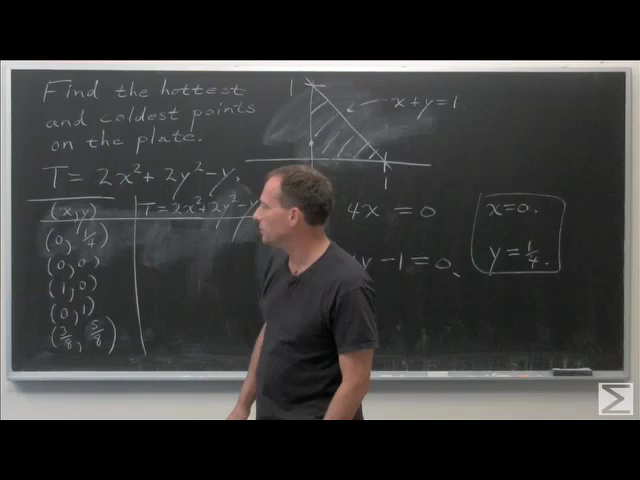 Find the hottest
and coldest points
on the plate.
T = 2x² + 2y² - y.
1
x + y = 1
1
(x, y) T = 2x² + 2y² - y
(0, 1/4)
(0, 0)
(1, 0)
(0, 1)
(3/8, 5/8)
4x = 0
y - 1 = 0.
x = 0.
y = 1/4.
Σ